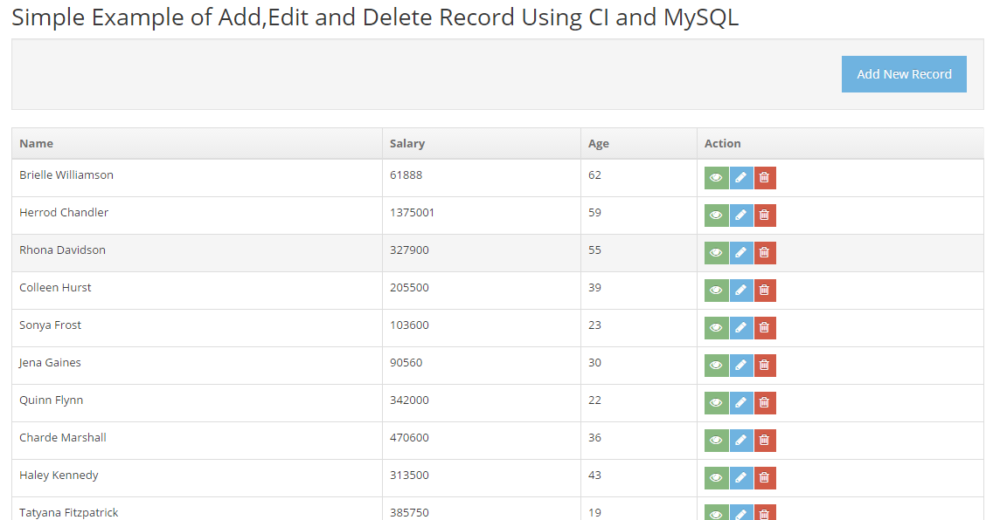 Simple Example of Add,Edit and Delete Record Using CI and MySQL
Add New Record
Name Salary Age Action
Brielle Williamson 61888 62
Herrod Chandler 1375001 59
Rhona Davidson 327900 55
Colleen Hurst 205500 39
Sonya Frost 103600 23
Jena Gaines 90560 30
Quinn Flynn 342000 22
Charde Marshall 470600 36
Haley Kennedy 313500 43
Tatyana Fitzpatrick 385750 19